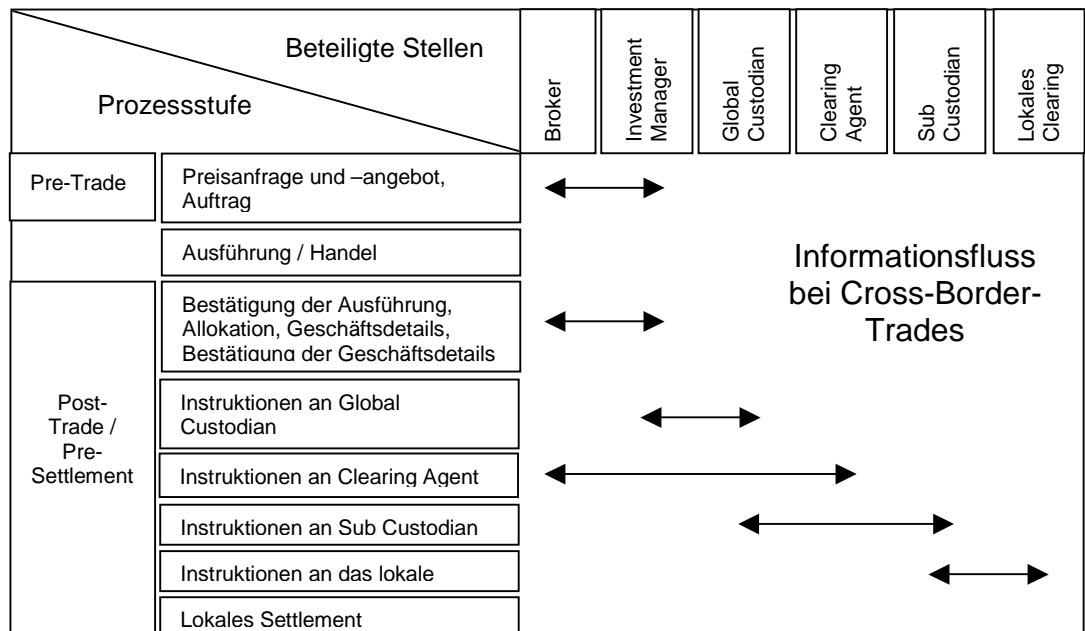 Beteiligte Stellen
Prozessstufe
Broker
Investment
Manager
Global
Custodian
Clearing
Agent
Sub
Custodian
Lokales
Clearing
Pre-Trade
Preisanfrage und –angebot,
Auftrag
Ausführung / Handel
Informationsfluss
bei Cross-Border-
Trades
Post-
Trade /
Pre-
Settlement
Bestätigung der Ausführung,
Allokation, Geschäftsdetails,
Bestätigung der Geschäftsdetails
Instruktionen an Global
Custodian
Instruktionen an Clearing Agent
Instruktionen an Sub Custodian
Instruktionen an das lokale
Lokales Settlement